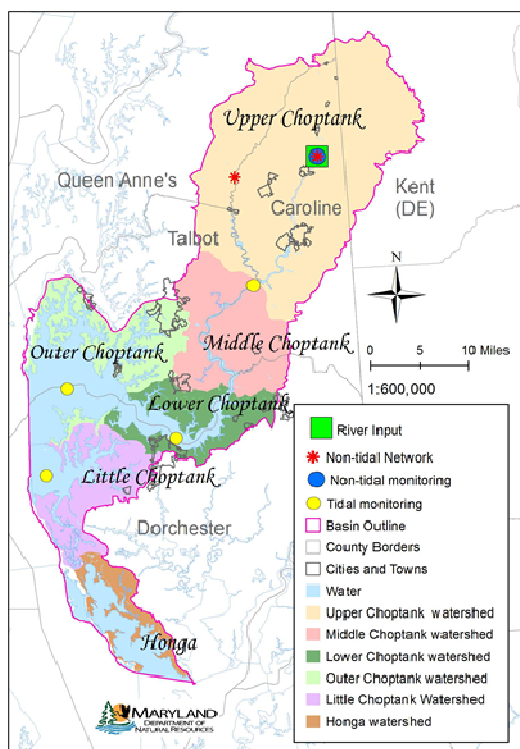 Upper Choptank
Queen Anne's
Kent
(DE)
Caroline
Talbot
N
Middle Choptank
Outer Choptank
0 5 10 Miles
1:600,000
Lower Choptank
Little Choptank
Dorchester
Honga
River Input
Non-tidal Network
Non-tidal monitoring
Tidal monitoring
Basin Outline
County Borders
Cities and Towns
Water
Upper Choptank watershed
Middle Choptank watershed
Lower Choptank watershed
Outer Choptank watershed
Little Choptank Watershed
Honga watershed
MARYLAND
DEPARTMENT OF
NATURAL RESOURCES